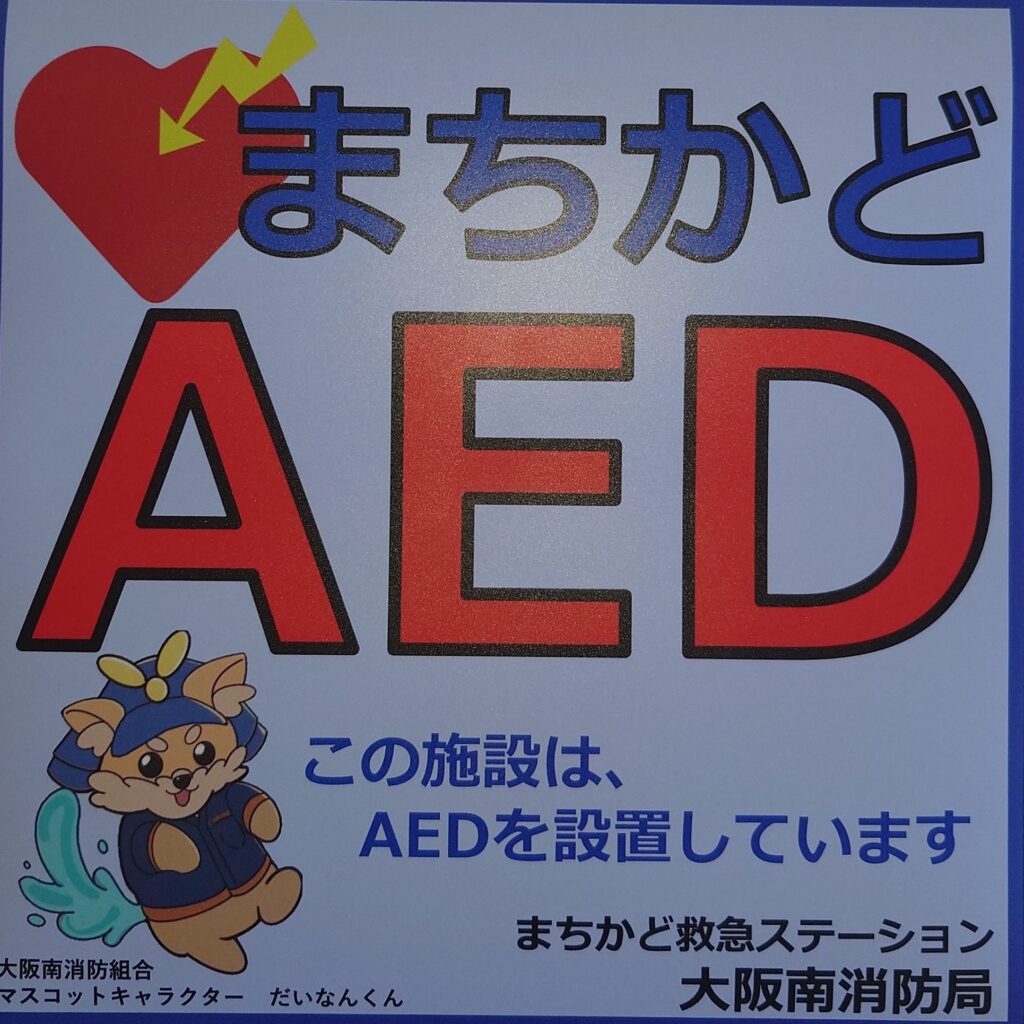 まちかど
AED
この施設は、
AEDを設置しています
まちかど救急ステーション
大阪南消防局
大阪南消防組合
マスコットキャラクター　だいなんくん